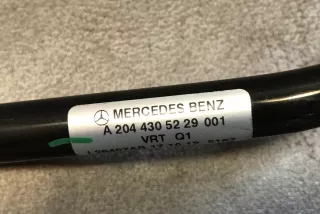 MERCEDES BENZ
A 204 430 52 29 001
VRT Q1